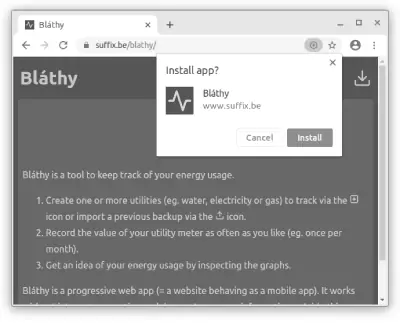 Bláthy
suffix.be/blathy/
Install app?
Bláthy
www.suffix.be
Cancel
Install
Bláthy
Bláthy is a tool to keep track of your energy usage.
1. Create one or more utilities (eg. water, electricity or gas) to track via the
icon or import a previous backup via the icon.
2. Record the value of your utility meter as often as you like (eg. once per
month).
3. Get an idea of your energy usage by inspecting the graphs.
Bláthy is a progressive web app (= a website behaving as a mobile app). It works